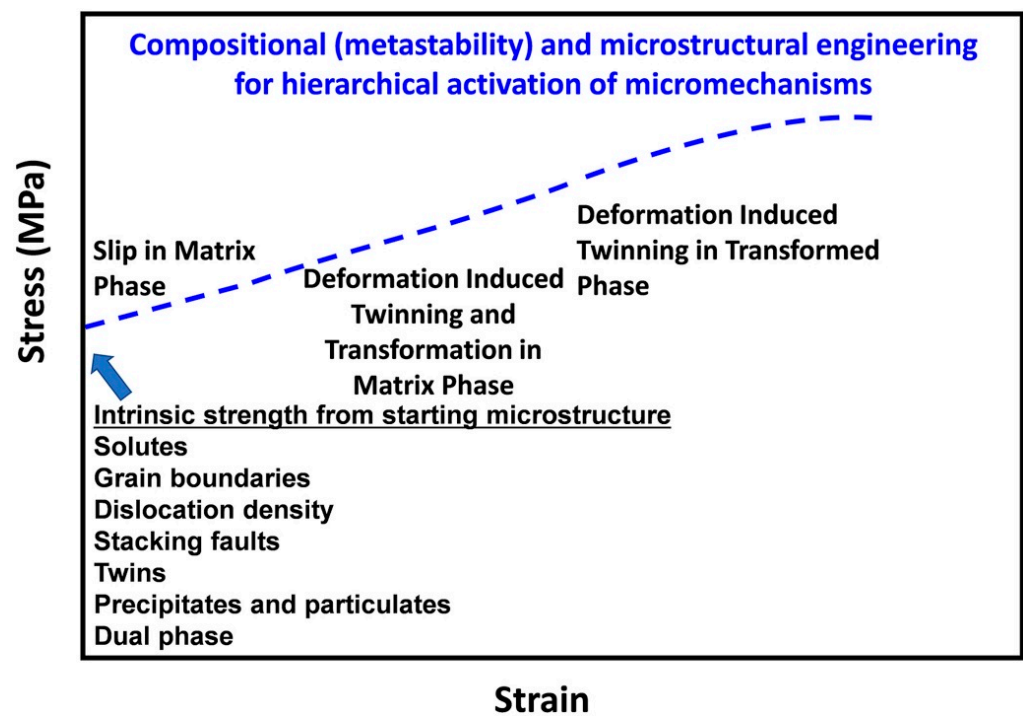 Compositional (metastability) and microstructural engineering
for hierarchical activation of micromechanisms
Stress (MPa)
Slip in Matrix
Phase
Deformation Induced
Twinning and
Transformation in
Matrix Phase
Deformation Induced
Twinning in Transformed
Phase
Intrinsic strength from starting microstructure
Solutes
Grain boundaries
Dislocation density
Stacking faults
Twins
Precipitates and particulates
Dual phase
Strain